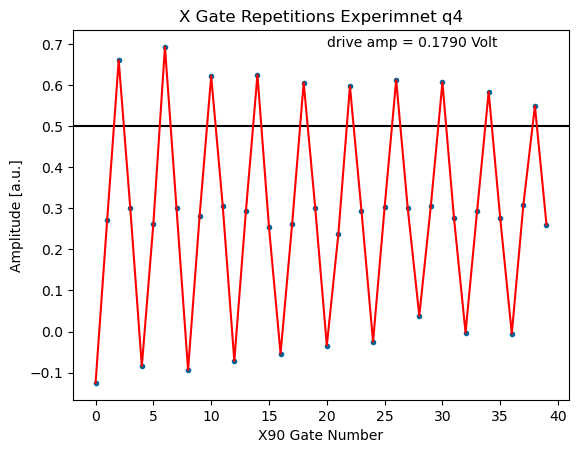 X Gate Repetitions Experimnet q4
drive amp = 0.1790 Volt
0.7
0.6
0.5
0.4
0.3
0.2
0.1
0.0
−0.1
Amplitude [a.u.]
0 5 10 15 20 25 30 35 40
X90 Gate Number